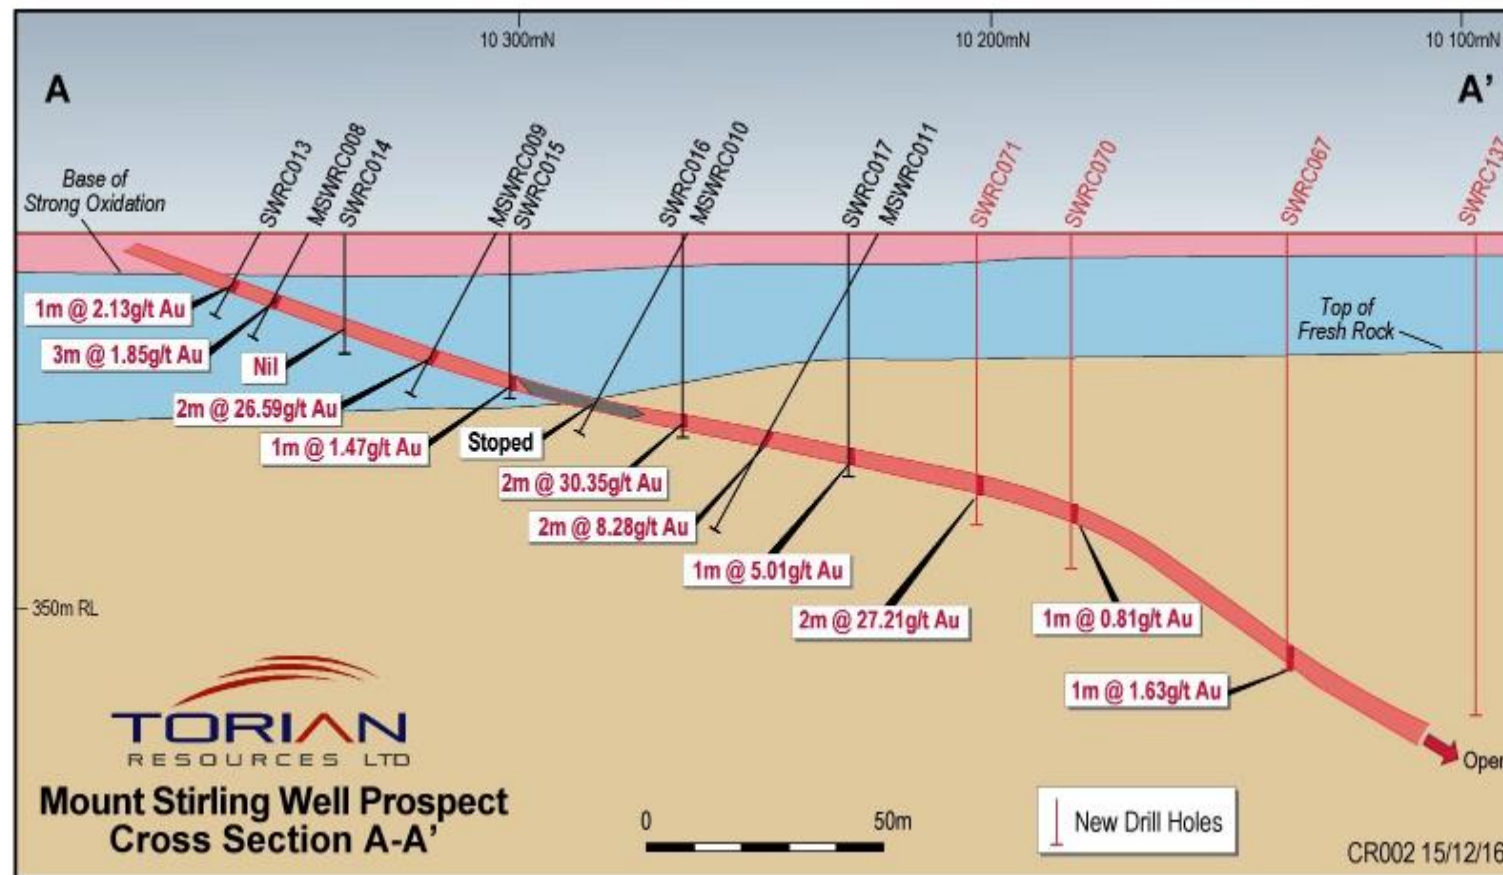 10 300mN
10 200mN
10 100mN
A
A'
Base of
Strong Oxidation
SWRC013
MSWRC008
SWRC014
MSWRC009
SWRC015
SWRC016
MSWRC010
SWRC017
MSWRC011
SWRC071
SWRC070
SWRC067
SWRC137
1m @ 2.13g/t Au
3m @ 1.85g/t Au
Nil
2m @ 26.59g/t Au
1m @ 1.47g/t Au
Stoped
2m @ 30.35g/t Au
2m @ 8.28g/t Au
1m @ 5.01g/t Au
2m @ 27.21g/t Au
1m @ 0.81g/t Au
1m @ 1.63g/t Au
Top of
Fresh Rock
350m RL
Open
TORIAN
RESOURCES LTD
Mount Stirling Well Prospect
Cross Section A-A'
0
50m
New Drill Holes
CR002 15/12/16